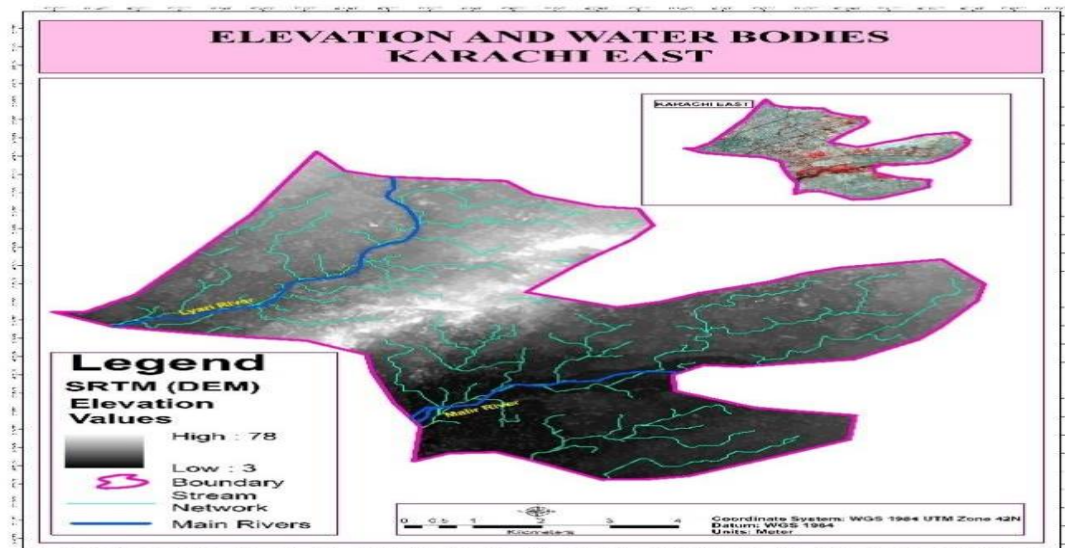 ELEVATION AND WATER BODIES
KARACHI EAST
KARACHI EAST
Lyari River
Malir River
Legend
SRTM (DEM)
Elevation
Values
High : 78
Low : 3
Boundary
Stream
Network
Main Rivers
0 0.5 1 2 3 4
Kilometers
Coordinate System: WGS 1984 UTM Zone 42N
Datum: WGS 1984
Units: Meter